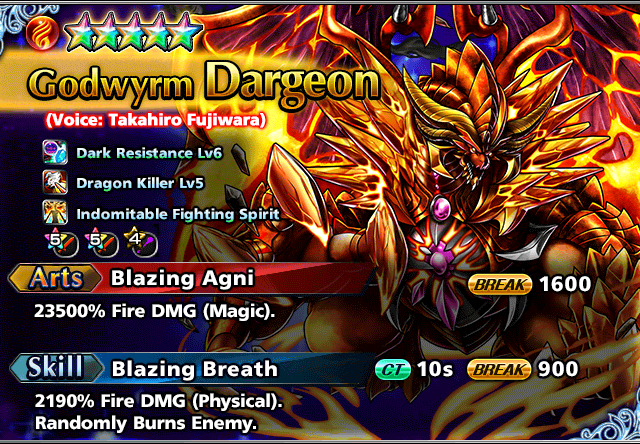 Godwyrm Dargeon
(Voice: Takahiro Fujiwara)
Dark Resistance Lv6
Dragon Killer Lv5
Indomitable Fighting Spirit
5 5 4
Arts Blazing Agni BREAK 1600
23500% Fire DMG (Magic).
Skill Blazing Breath CT 10s BREAK 900
2190% Fire DMG (Physical).
Randomly Burns Enemy.